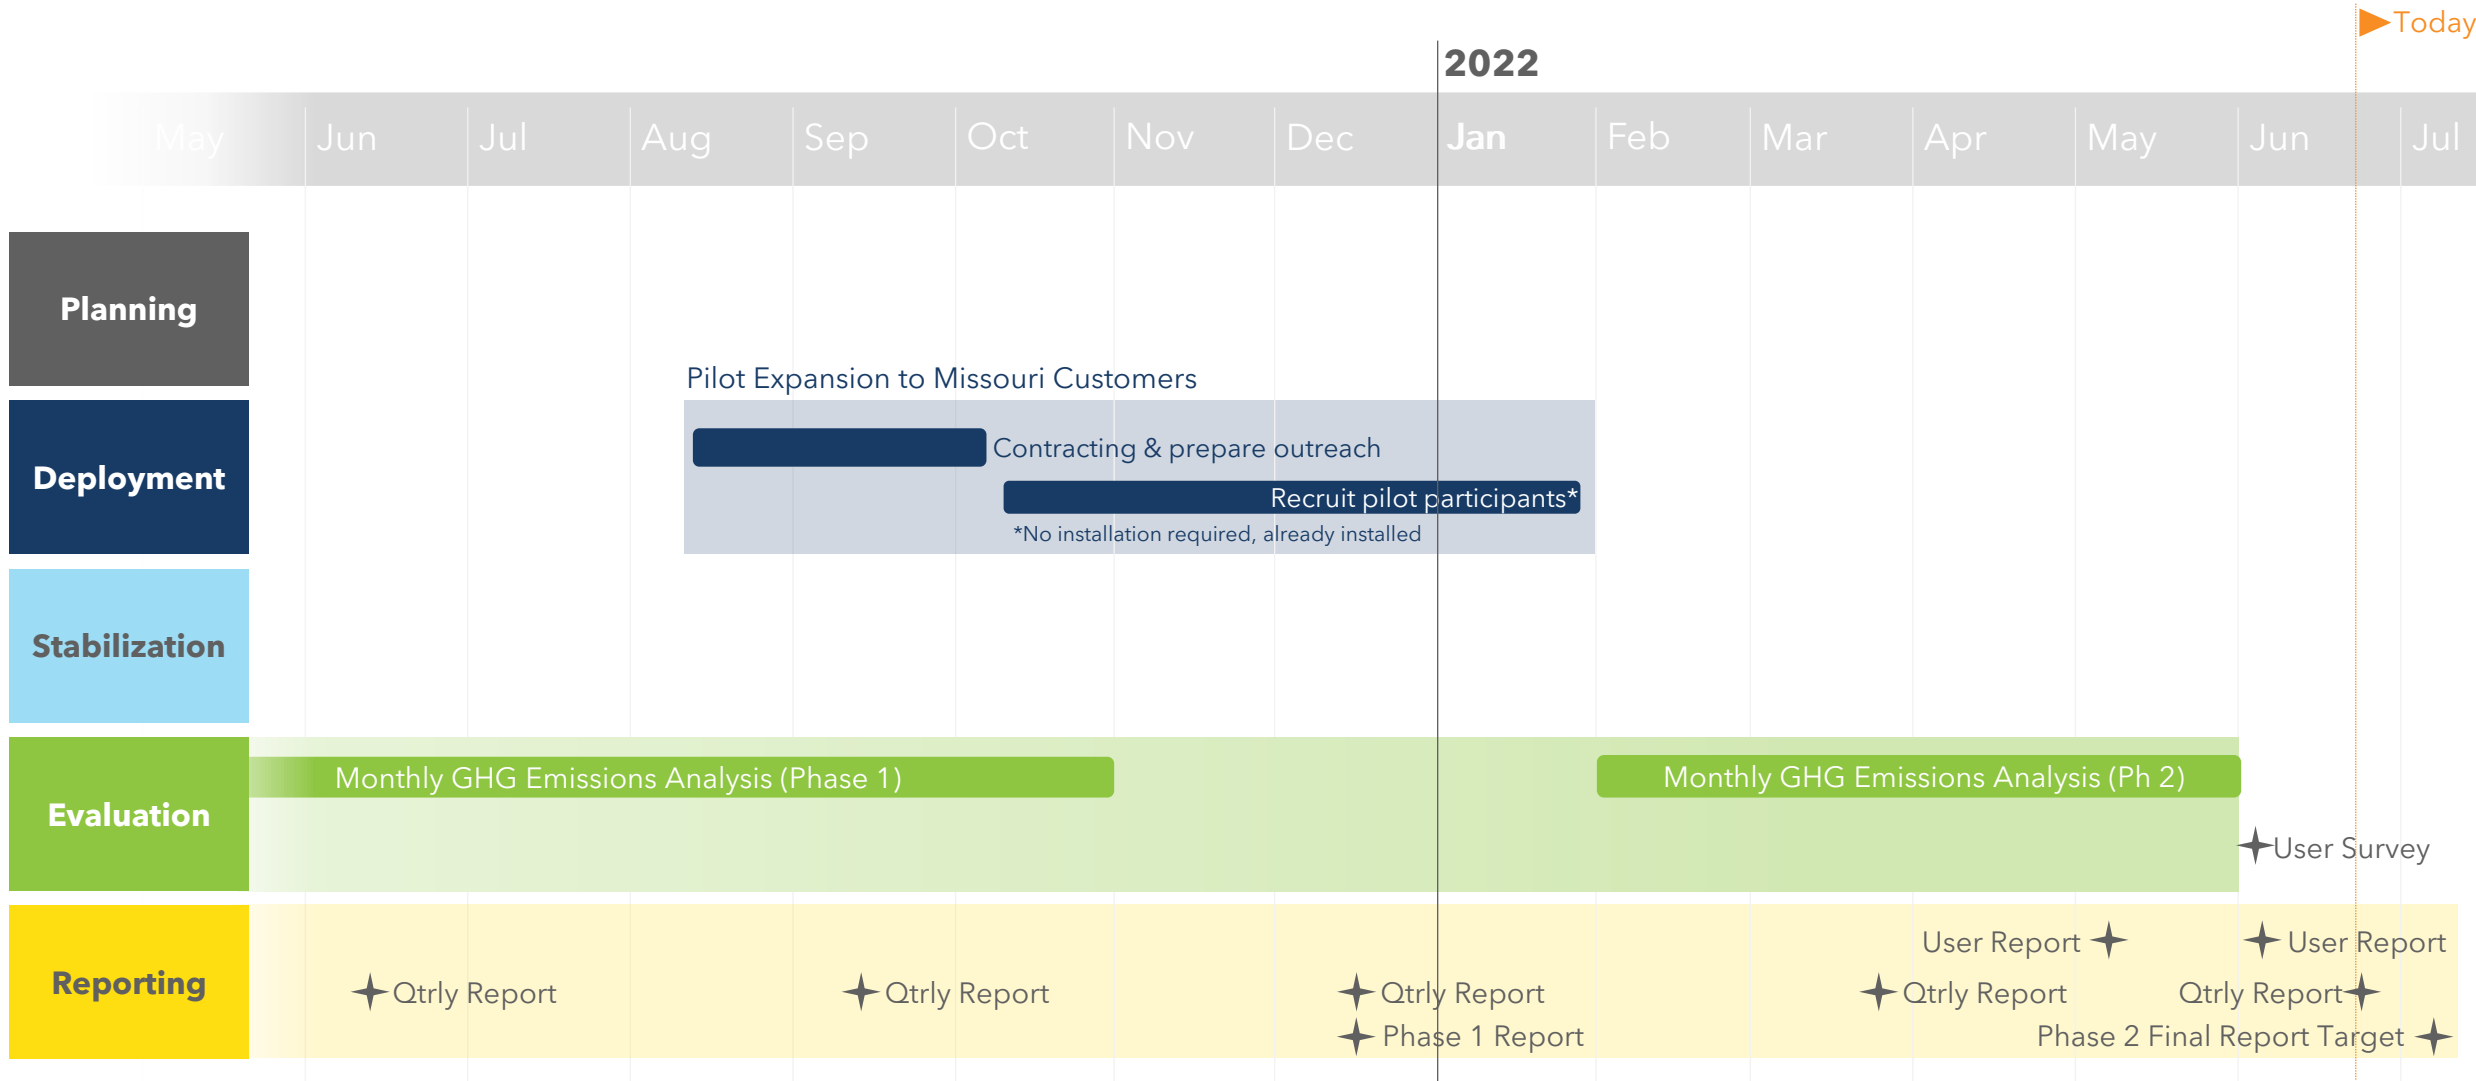 Today
2022
May Jun Jul Aug Sep Oct Nov Dec Jan Feb Mar Apr May Jun Jul
Planning
Pilot Expansion to Missouri Customers
Deployment
Contracting & prepare outreach
Recruit pilot participants*
*No installation required, already installed
Stabilization
Monthly GHG Emissions Analysis (Phase 1)
Monthly GHG Emissions Analysis (Ph 2)
Evaluation
User Survey
Reporting
User Report
User Report
Qtrly Report
Qtrly Report
Qtrly Report
Qtrly Report
Qtrly Report
Phase 1 Report
Phase 2 Final Report Target